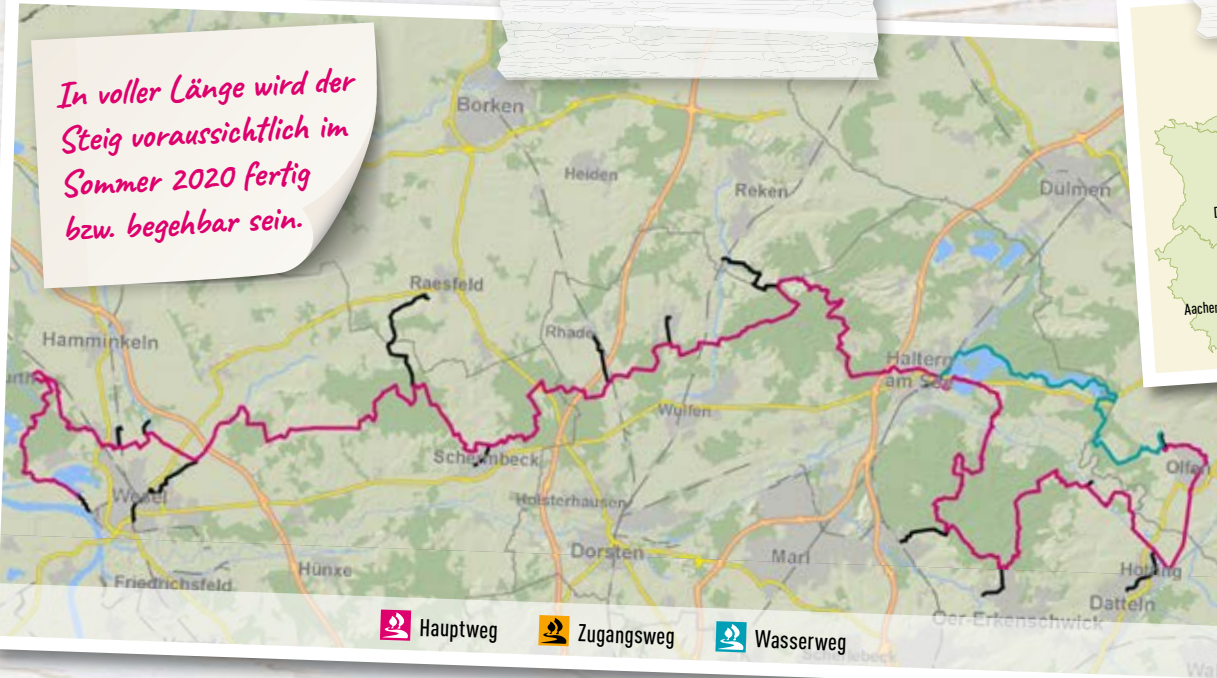 In voller Länge wird der
Steig voraussichtlich im
Sommer 2020 fertig
bzw. begehbar sein.
Borken
Heiden
Reken
Dülmen
Raesfeld
Hamminkeln
Rhade
Haltern
am See
Wulfen
Schermbeck
Olfen
Wesel
Holsterhausen
Dorsten
Marl
Hünxe
Friedrichsfeld
Datteln
Oer-Erkenschwick
Aachen
Hauptweg
Zugangsweg
Wasserweg